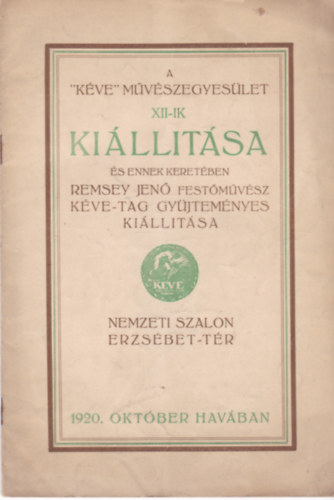 A
"KÉVE" MŰVÉSZEGYESÜLET
XII-IK
KIÁLLITÁSA
ÉS ENNEK KERETÉBEN
REMSEY JENŐ FESTŐMŰVÉSZ
KÉVE-TAG GYÜJTEMÉNYES
KIÁLLITÁSA
KÉVE
NEMZETI SZALON
ERZSÉBET-TÉR
1920. OKTÓBER HAVÁBAN